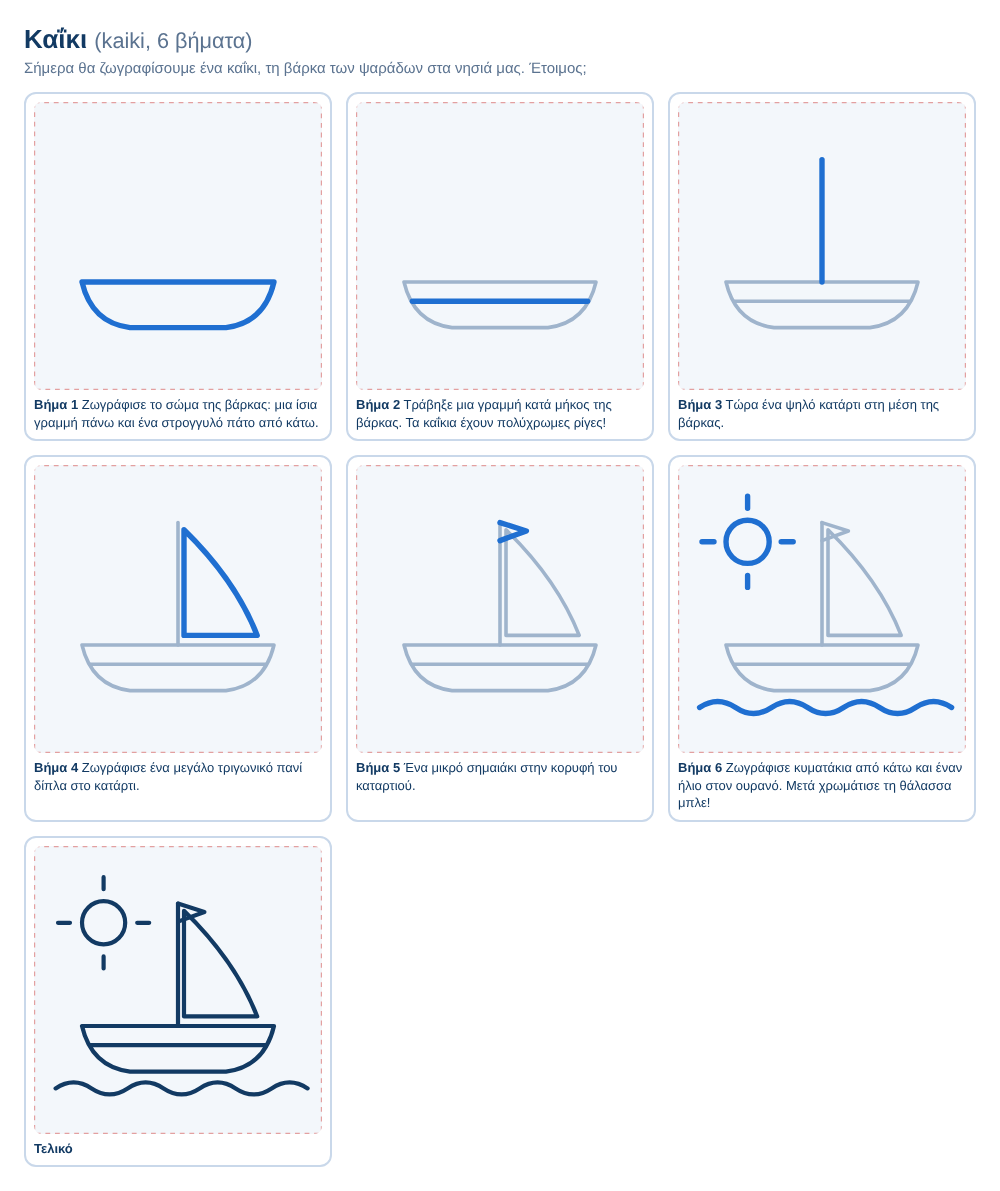 Καΐκι (kaiki, 6 βήματα)
Σήμερα θα ζωγραφίσουμε ένα καΐκι, τη βάρκα των ψαράδων στα νησιά μας. Έτοιμος;
Βήμα 1 Ζωγράφισε το σώμα της βάρκας: μια ίσια
γραμμή πάνω και ένα στρογγυλό πάτο από κάτω.
Βήμα 2 Τράβηξε μια γραμμή κατά μήκος της
βάρκας. Τα καΐκια έχουν πολύχρωμες ρίγες!
Βήμα 3 Τώρα ένα ψηλό κατάρτι στη μέση της
βάρκας.
Βήμα 4 Ζωγράφισε ένα μεγάλο τριγωνικό πανί
δίπλα στο κατάρτι.
Βήμα 5 Ένα μικρό σημαιάκι στην κορυφή του
καταρτιού.
Βήμα 6 Ζωγράφισε κυματάκια από κάτω και έναν
ήλιο στον ουρανό. Μετά χρωμάτισε τη θάλασσα
μπλε!
Τελικό